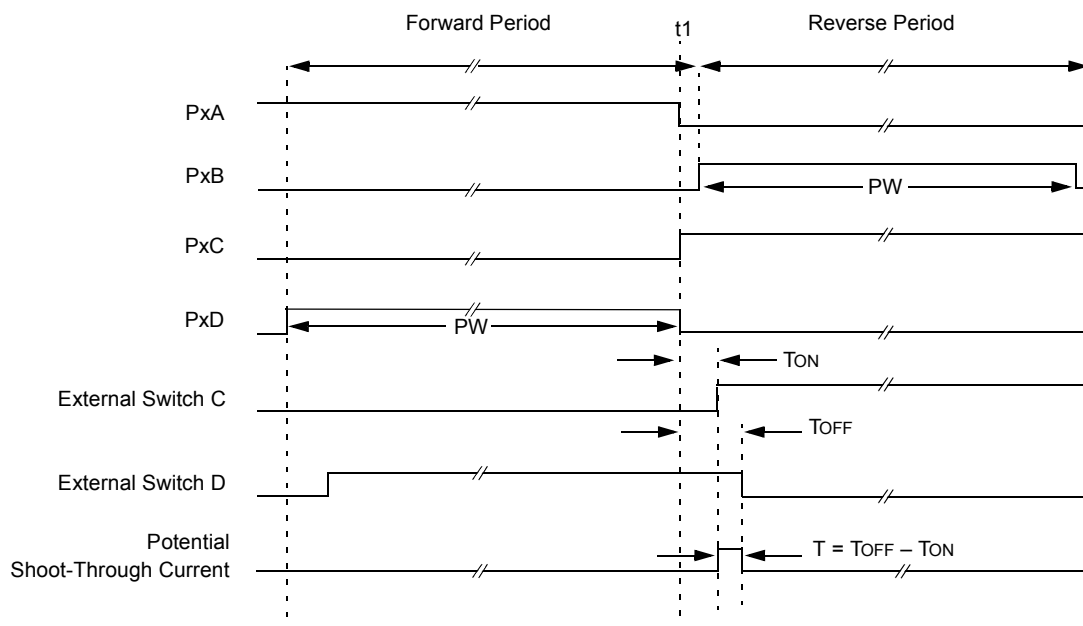 Forward Period
t1
Reverse Period
PxA
PxB
PW
PxC
PxD
PW
TON
External Switch C
TOFF
External Switch D
Potential
Shoot-Through Current
T = TOFF – TON